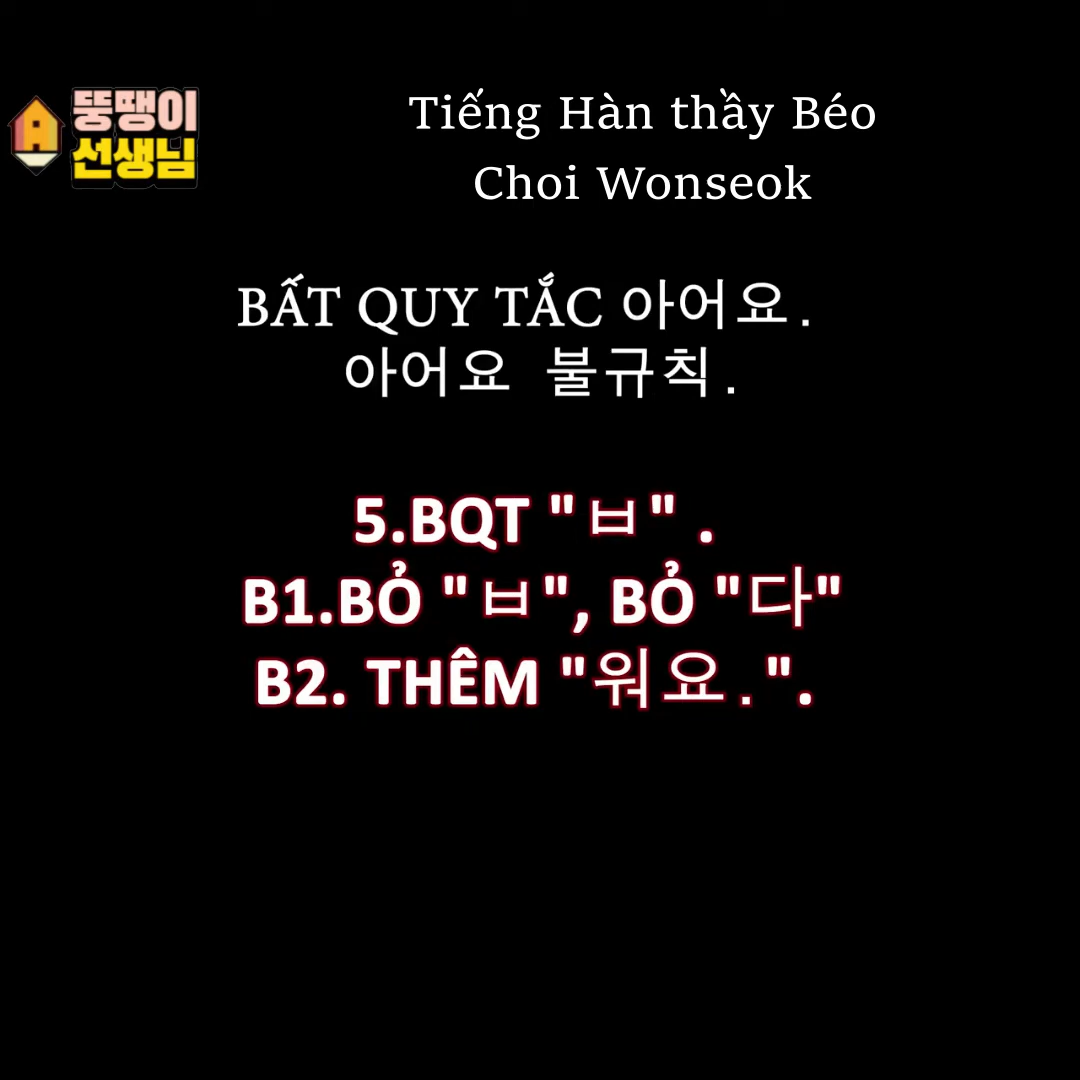 뚱땡이
선생님
Tiếng Hàn thầy Béo
Choi Wonseok
BẤT QUY TẮC 아어요.
아어요 불규칙.
5.BQT "ㅂ" .
B1.BỎ "ㅂ", BỎ "다"
B2. THÊM "워요.".